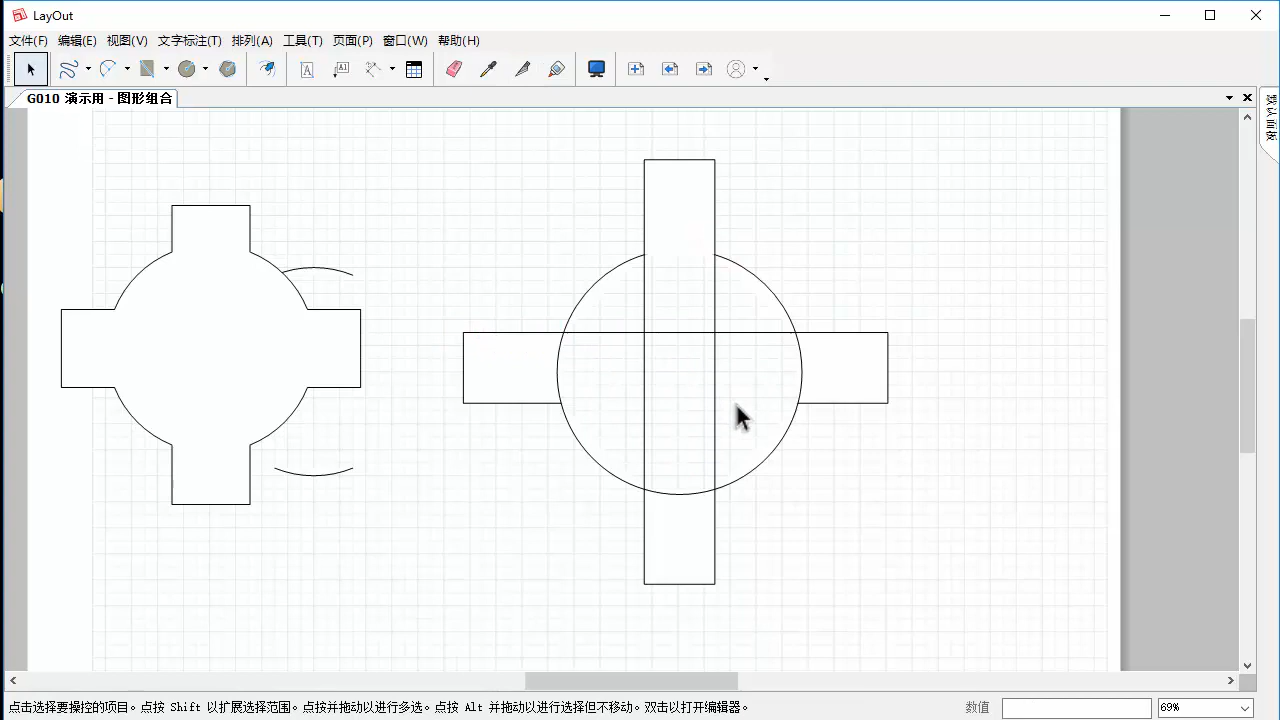 LayOut
文件(F) 编辑(E) 视图(V) 文字标注(T) 排列(A) 工具(T) 页面(P) 窗口(W) 帮助(H)
G010 演示用 - 图形组合
默认面板
点击选择要操控的项目。点按 Shift 以扩展选择范围。点按并拖动以进行多选。点按 Alt 并拖动以进行选择但不移动。双击以打开编辑器。
数值
69%